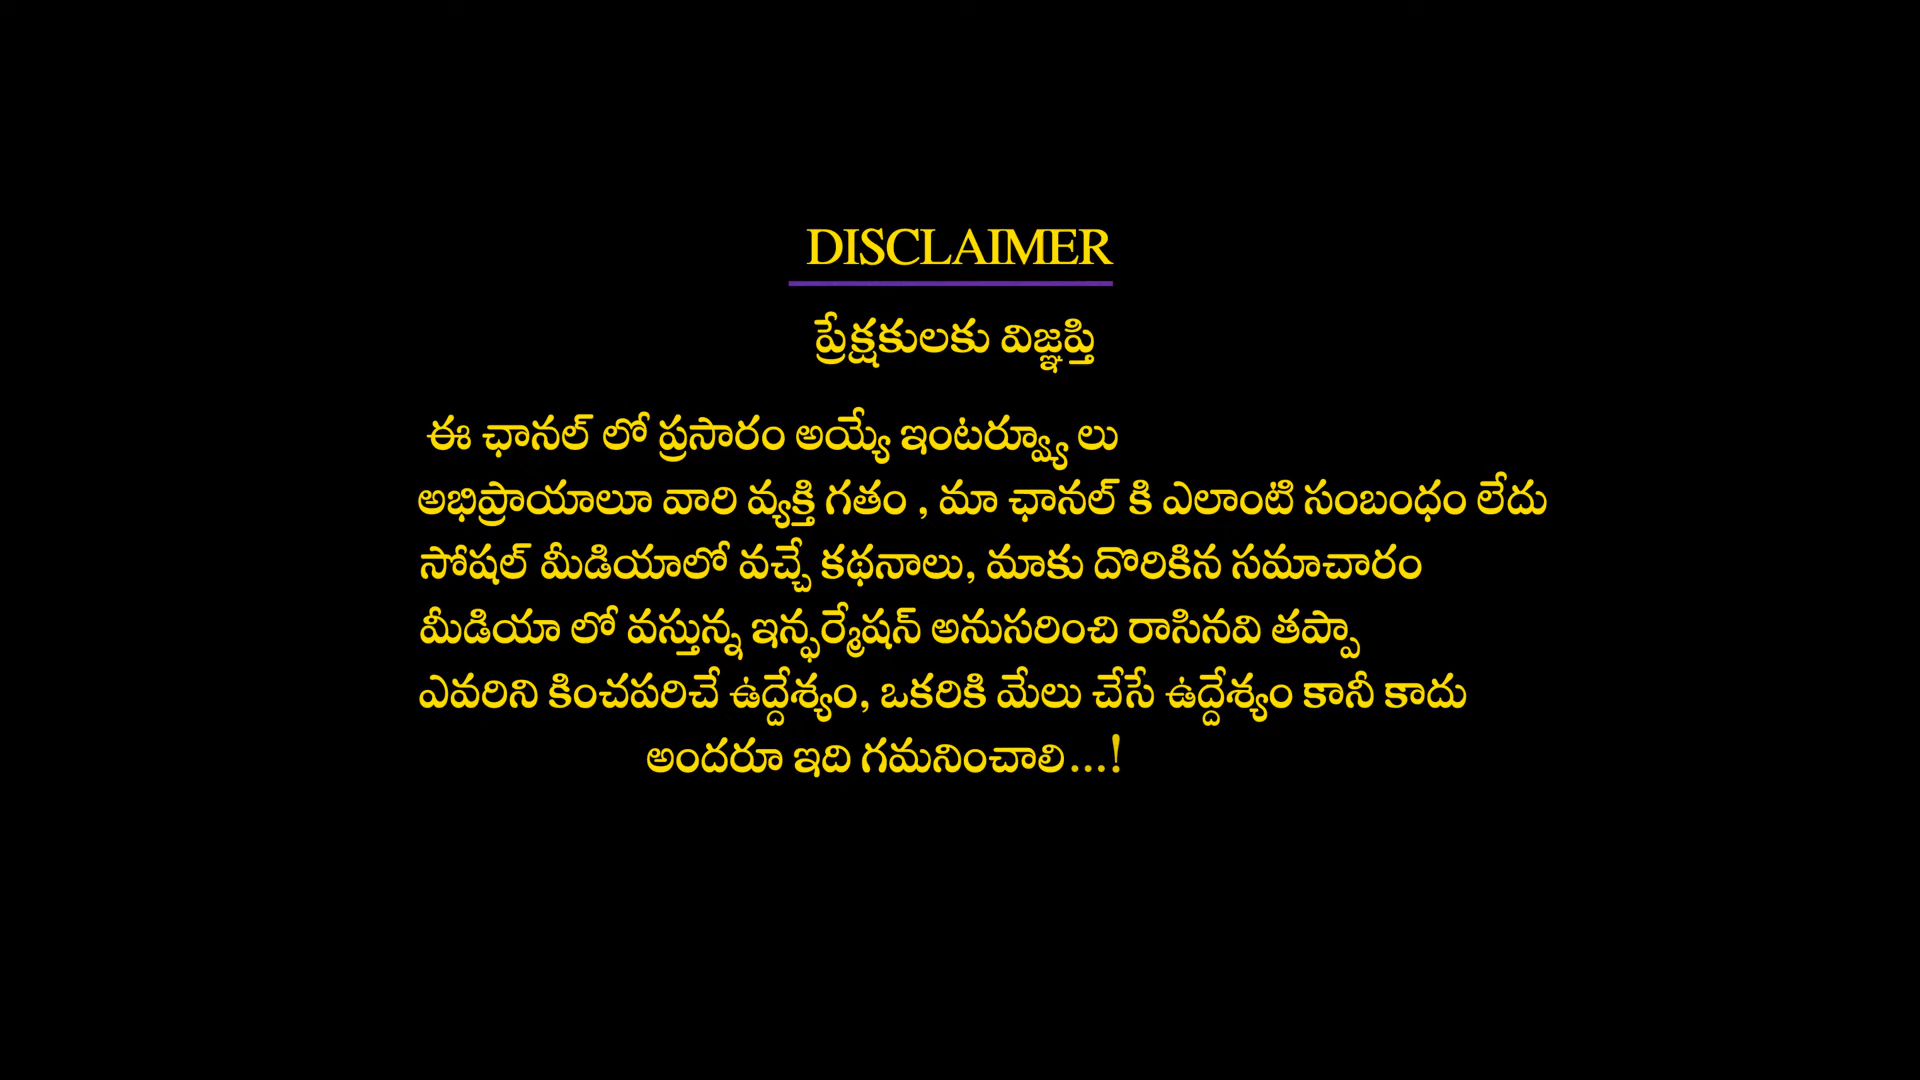 DISCLAIMER
ప్రేక్షకులకు విజ్ఞప్తి
ఈ ఛానల్ లో ప్రసారం అయ్యే ఇంటర్వ్యూ లు
అభిప్రాయాలూ వారి వ్యక్తి గతం , మా ఛానల్ కి ఎలాంటి సంబంధం లేదు
సోషల్ మీడియాలో వచ్చే కథనాలు, మాకు దొరికిన సమాచారం
మీడియా లో వస్తున్న ఇన్ఫర్మేషన్ అనుసరించి రాసినవి తప్పా
ఎవరిని కించపరిచే ఉద్దేశ్యం, ఒకరికి మేలు చేసే ఉద్దేశ్యం కానీ కాదు
అందరూ ఇది గమనించాలి...!